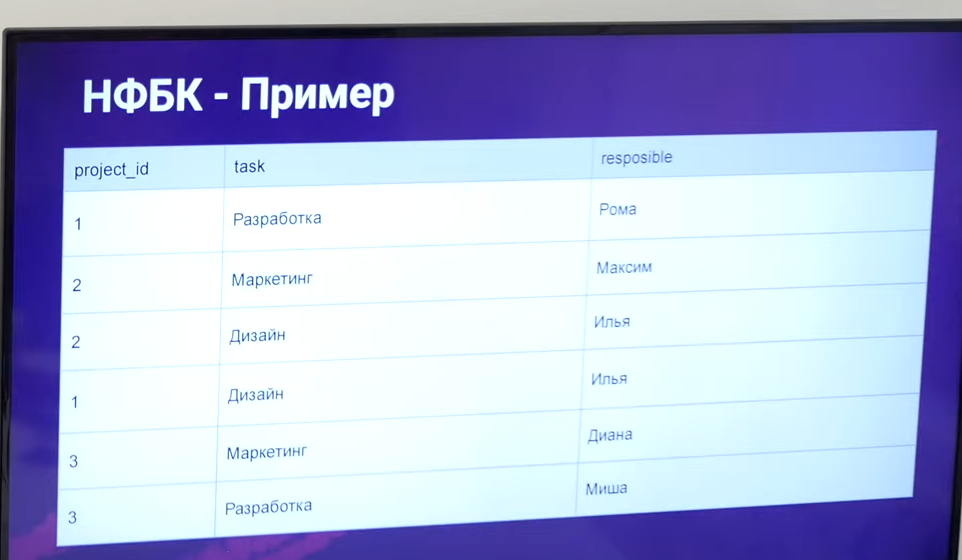 НФБК - Пример
project_id task resposible
1 Разработка Рома
2 Маркетинг Максим
2 Дизайн Илья
1 Дизайн Илья
3 Маркетинг Диана
3 Разработка Миша